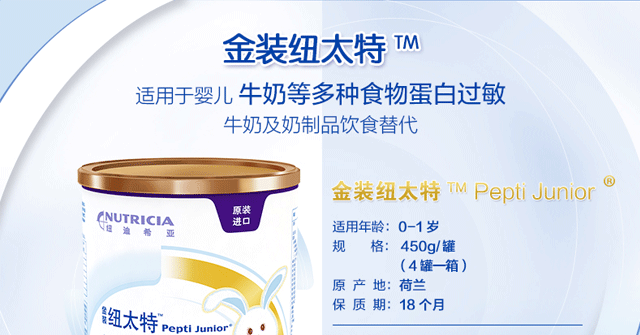 金装纽太特 ™
适用于婴儿 牛奶等多种食物蛋白过敏
牛奶及奶制品饮食替代
NUTRICIA
纽迪希亚
原装
进口
金装 纽太特™ Pepti Junior®
金装纽太特 ™ Pepti Junior ®
适用年龄: 0-1 岁
规 格: 450g/罐
(4罐一箱)
原 产 地: 荷兰
保 质 期: 18 个月